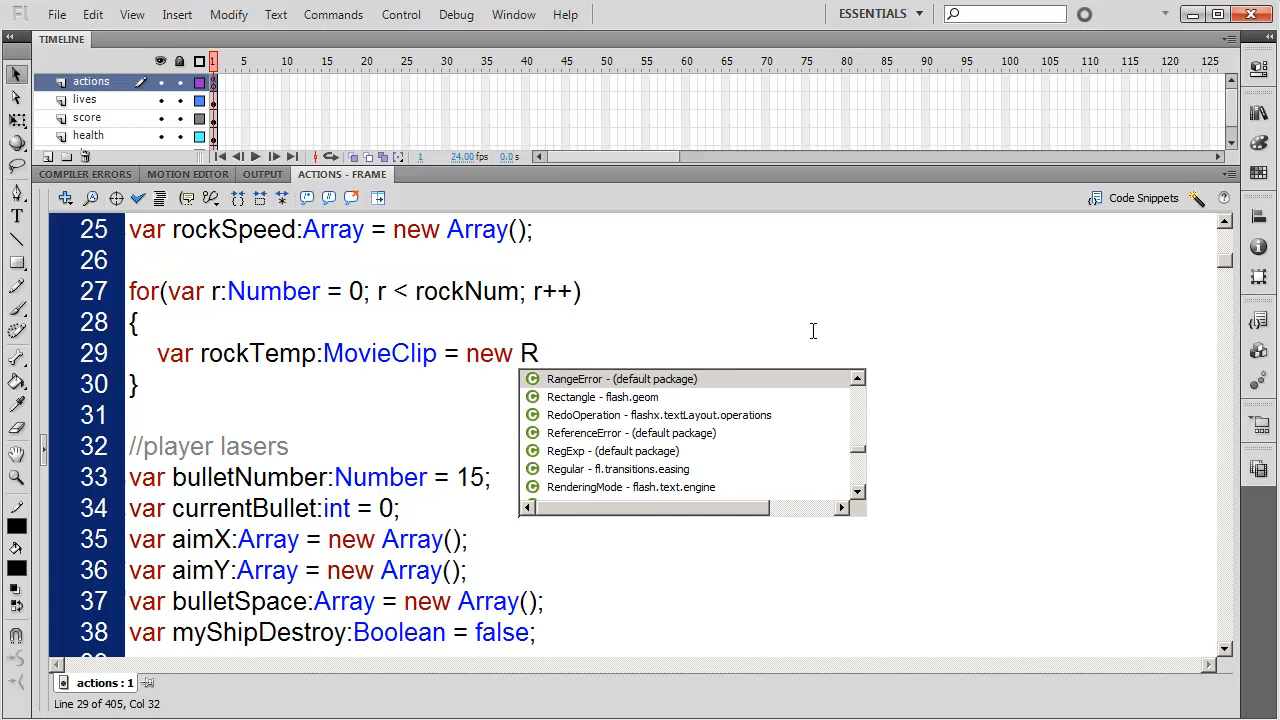 Fl File Edit View Insert Modify Text Commands Control Debug Window Help ESSENTIALS
TIMELINE
1 5 10 15 20 25 30 35 40 45 50 55 60 65 70 75 80 85 90 95 100 105 110 115 120 125
actions
lives
score
health
1 24.00 fps 0.0 s
COMPILER ERRORS MOTION EDITOR OUTPUT ACTIONS - FRAME
Code Snippets
25 var rockSpeed:Array = new Array();
26
27 for(var r:Number = 0; r < rockNum; r++)
28 {
29 var rockTemp:MovieClip = new R
30 }
RangeError - (default package)
Rectangle - flash.geom
RedoOperation - flashx.textLayout.operations
ReferenceError - (default package)
RegExp - (default package)
Regular - fl.transitions.easing
RenderingMode - flash.text.engine
31
32 //player lasers
33 var bulletNumber:Number = 15;
34 var currentBullet:int = 0;
35 var aimX:Array = new Array();
36 var aimY:Array = new Array();
37 var bulletSpace:Array = new Array();
38 var myShipDestroy:Boolean = false;
actions : 1
Line 29 of 405, Col 32